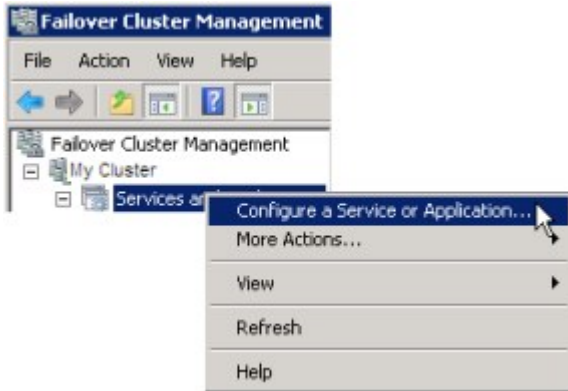 Failover Cluster Management
File Action View Help
Failover Cluster Management
My Cluster
Services
Configure a Service or Application...
More Actions...
View
Refresh
Help